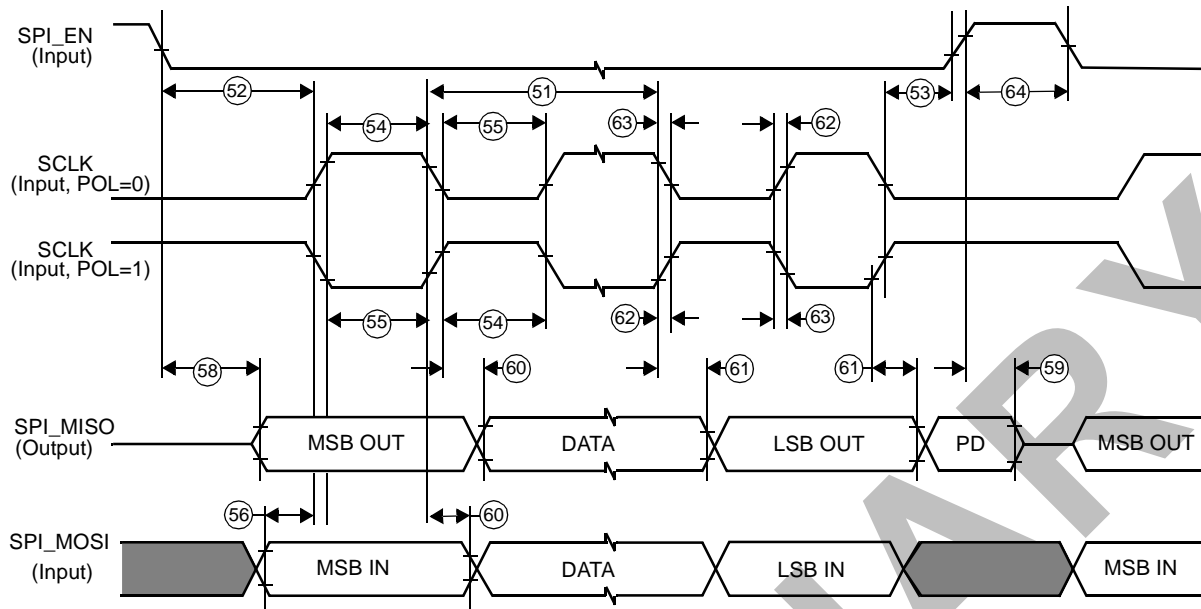 SPI_EN
(Input)
52
51
53
64
54
55
63
62
SCLK
(Input, POL=0)
SCLK
(Input, POL=1)
55
54
62
63
58
60
61
61
59
SPI_MISO
(Output)
MSB OUT
DATA
LSB OUT
PD
MSB OUT
56
60
SPI_MOSI
(Input)
MSB IN
DATA
LSB IN
MSB IN
NARY